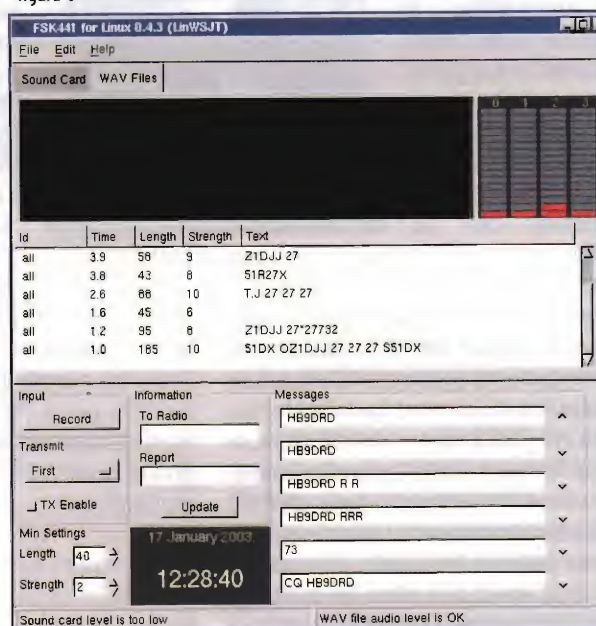 FSK441 for Linux 0.4.3 (LinWSJT)
File Edit Help
Sound Card WAV Files
0 1 2 3
Id Time Length Strength Text
all 3.9 56 9 Z1DJJ 27
all 3.8 43 8 51R27X
all 2.6 88 10 T.J 27 27 27
all 1.6 45 6
all 1.2 95 8 Z1DJJ 27*27732
all 1.0 185 10 51DX OZ1DJJ 27 27 27 S51DX
Input Information Messages
Record To Radio HB9DRD
Transmit HB9DRD
First Report HB9DRD R R
TX Enable Update HB9DRD RRR
Min Settings 17 January 2003
Length 40 73
Strength 2 12:28:40 CQ HB9DRD
Sound card level is too low WAV file audio level is OK